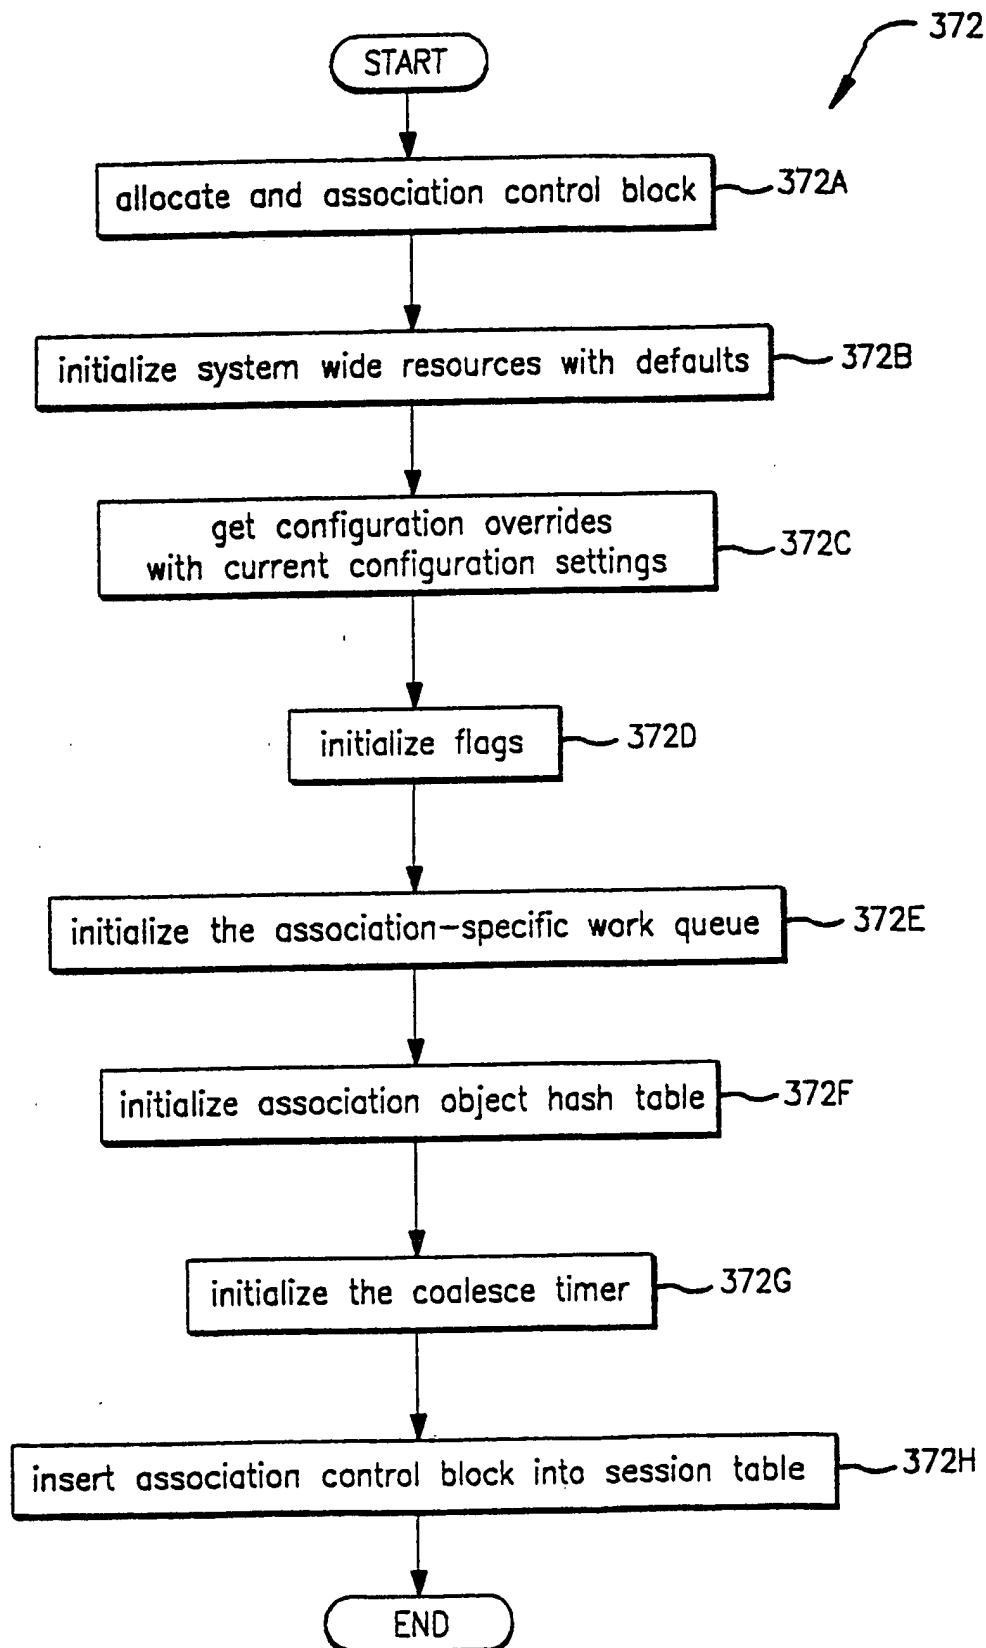 372
START
allocate and association control block
372A
initialize system wide resources with defaults
372B
get configuration overrides
with current configuration settings
372C
initialize flags
372D
initialize the association-specific work queue
372E
initialize association object hash table
372F
initialize the coalesce timer
372G
insert association control block into session table
372H
END